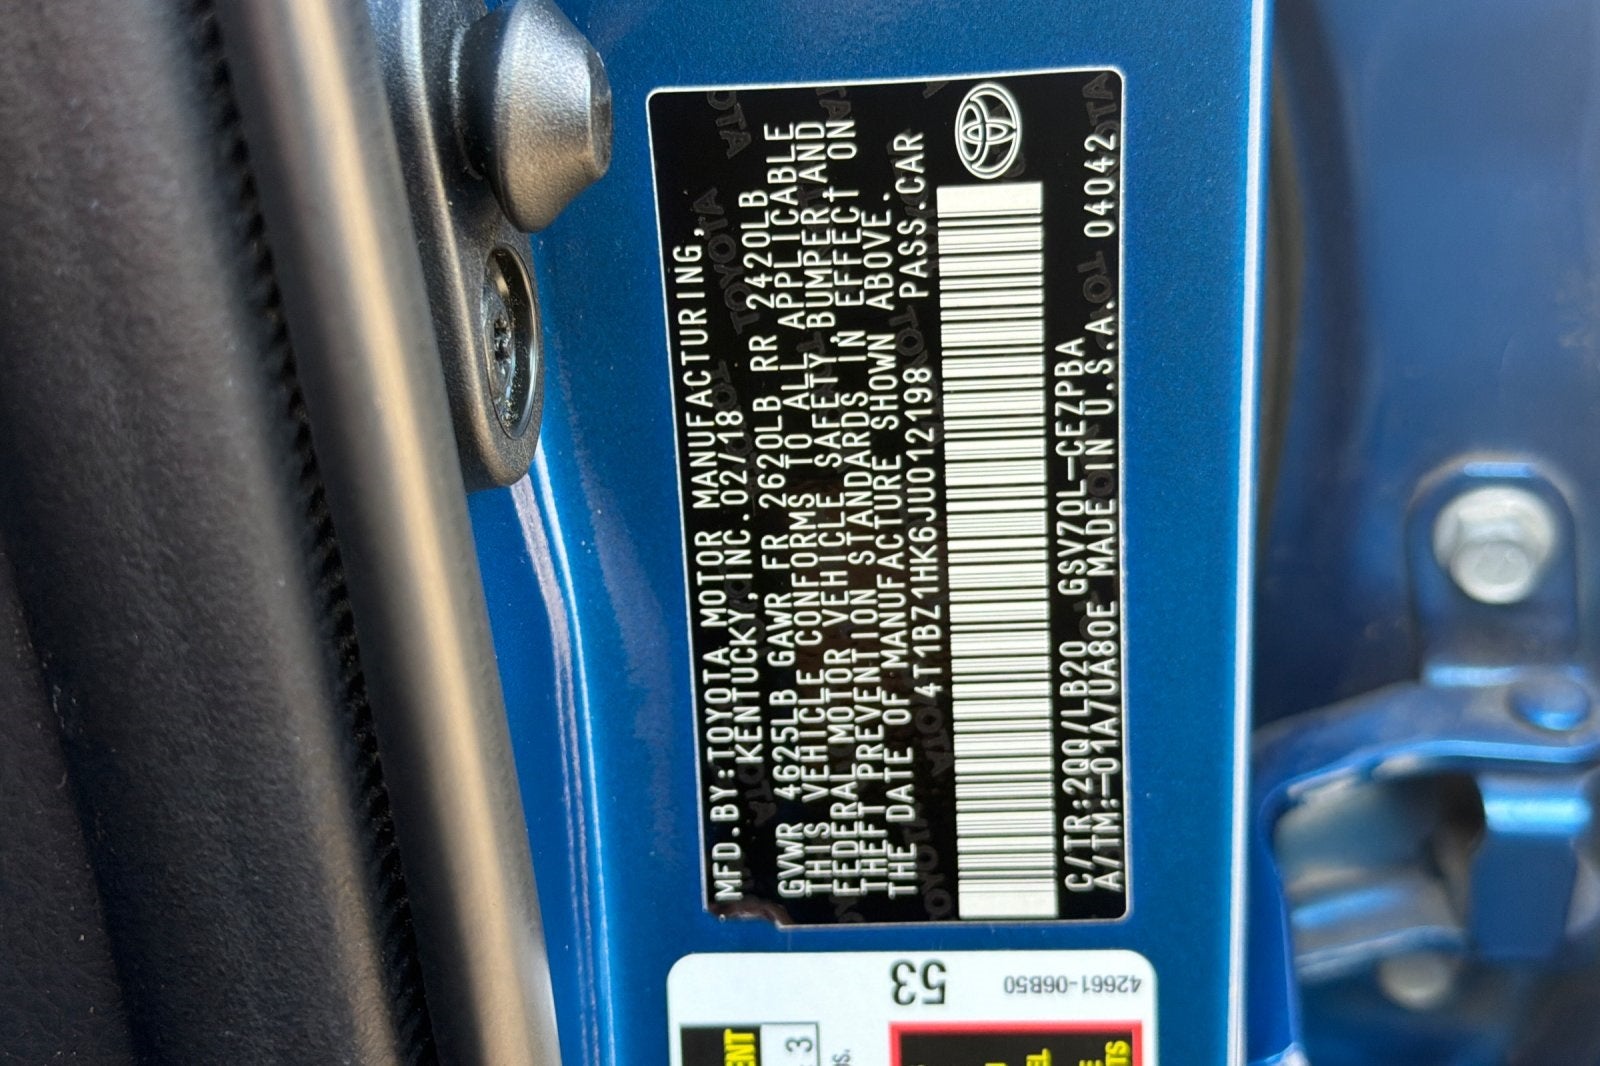 MFD.BY:TOYOTA MOTOR MANUFACTURING,
KENTUCKY,INC.02/18
GVWR 4625LB GAWR FR 2620LB RR 2420LB
THIS VEHICLE CONFORMS TO ALL APPLICABLE
FEDERAL MOTOR VEHICLE SAFETY,BUMPER,AND
THEFT PREVENTION STANDARDS IN EFFECT ON
THE DATE OF MANUFACTURE SHOWN ABOVE.
4T1BZ1HK6JU012198 PASS.CAR
C/TR:2QQ/LB20 GSV70L-CEZPBA
A/TM:-01A/UA80E MADE IN U.S.A. 04042
53
42661-06B50
3